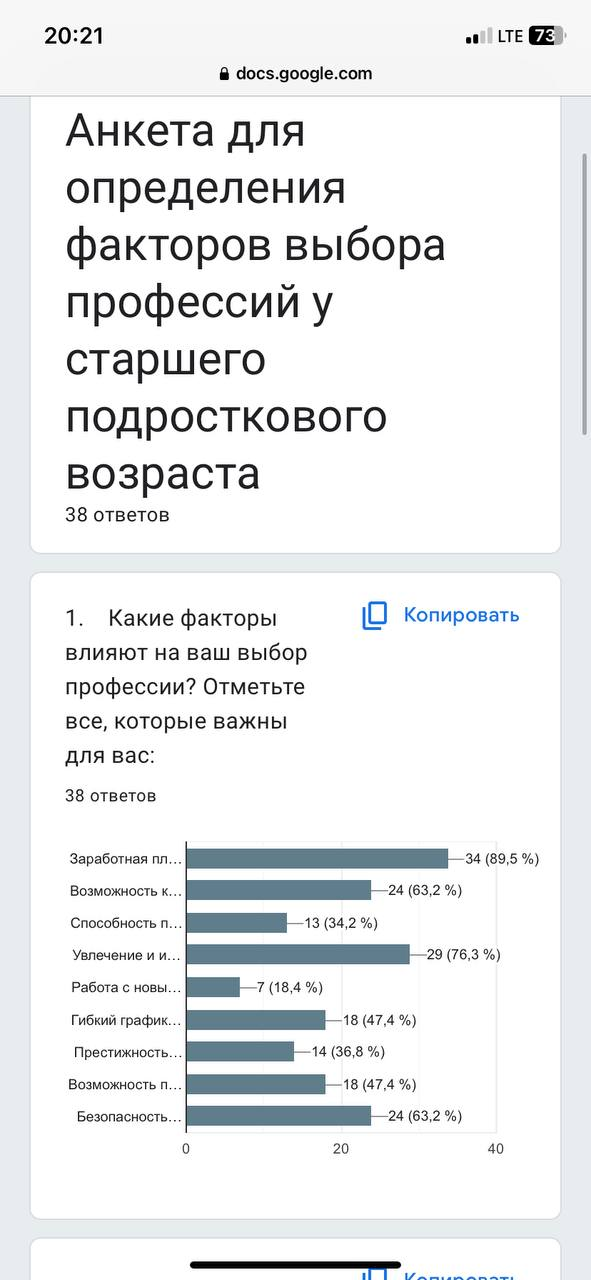 20:21
LTE 73
docs.google.com
Анкета для
определения
факторов выбора
профессий у
старшего
подросткового
возраста
38 ответов
1. Какие факторы
влияют на ваш выбор
профессии? Отметьте
все, которые важны
для вас:
Копировать
38 ответов
Заработная пл... 34 (89,5 %)
Возможность к... 24 (63,2 %)
Способность п... 13 (34,2 %)
Увлечение и и... 29 (76,3 %)
Работа с новы... 7 (18,4 %)
Гибкий график... 18 (47,4 %)
Престижность... 14 (36,8 %)
Возможность п... 18 (47,4 %)
Безопасность... 24 (63,2 %)
0 20 40
Копировать